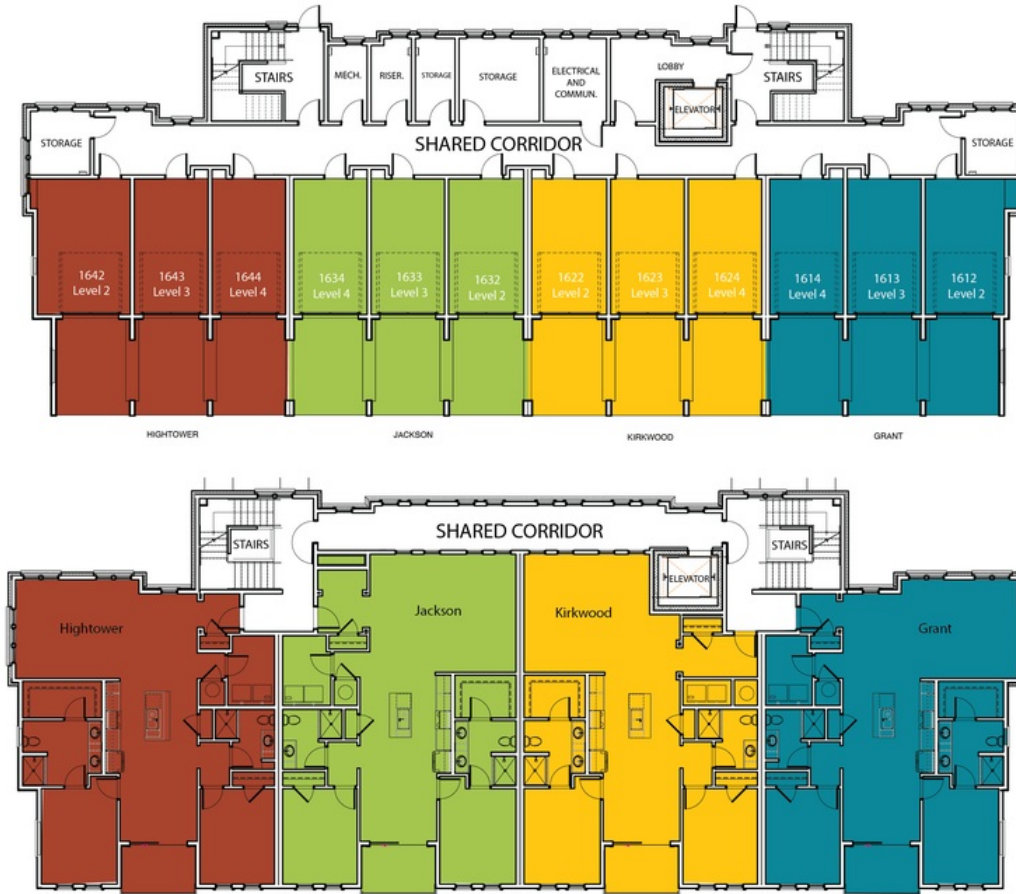 STAIRS
MECH.
RISER.
STORAGE
STORAGE
ELECTRICAL
AND
COMMUN.
LOBBY
ELEVATOR
STAIRS
STORAGE
SHARED CORRIDOR
STORAGE
1642
Level 2
1643
Level 3
1644
Level 4
1634
Level 4
1633
Level 3
1632
Level 2
1622
Level 2
1623
Level 3
1624
Level 4
1614
Level 4
1613
Level 3
1612
Level 2
HIGHTOWER
JACKSON
KIRKWOOD
GRANT
SHARED CORRIDOR
STAIRS
STAIRS
ELEVATOR
Hightower
Jackson
Kirkwood
Grant